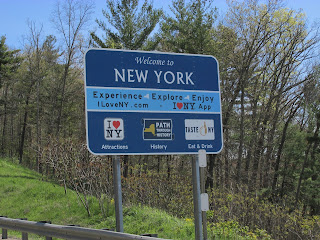 Welcome to
NEW YORK
Experience • Explore • Enjoy
ILoveNY.com - I ♥ NY App
I ♥
NY
PATH
THROUGH
HISTORY
TASTE NY
Attractions History Eat & Drink